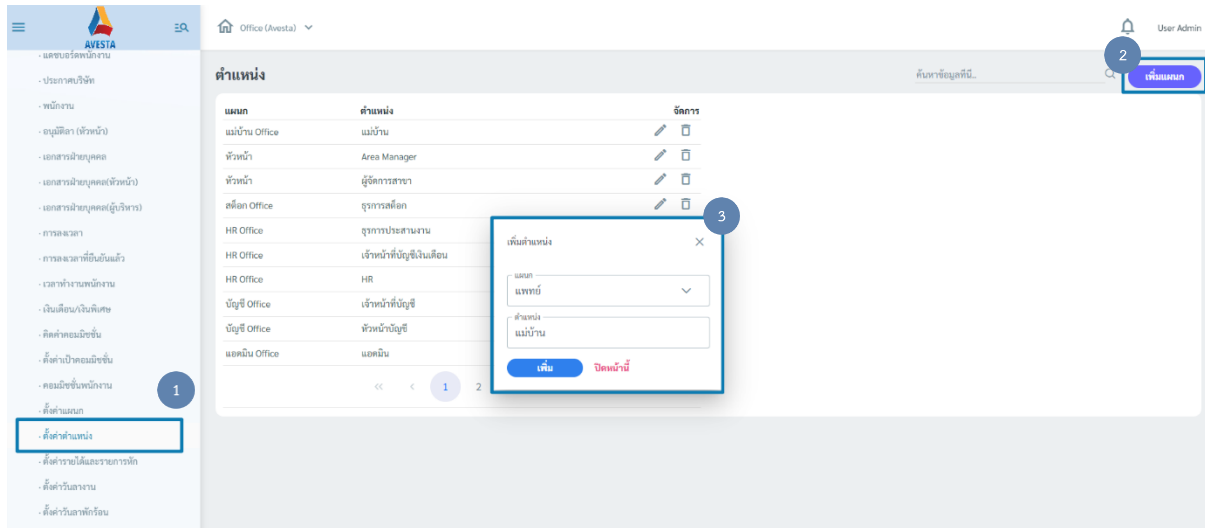 AVESTA
Office (Avesta)
User Admin
· แดชบอร์ดพนักงาน
· ประกาศบริษัท
· พนักงาน
· อนุมัติลา (หัวหน้า)
· เอกสารฝ่ายบุคคล
· เอกสารฝ่ายบุคคล(หัวหน้า)
· เอกสารฝ่ายบุคคล(ผู้บริหาร)
· การลงเวลา
· การลงเวลาที่ยืนยันแล้ว
· เวลาทำงานพนักงาน
· เงินเดือน/เงินพิเศษ
· คิดค่าคอมมิชชั่น
· ตั้งค่าเป้าคอมมิชชั่น
· คอมมิชชั่นพนักงาน
1
· ตั้งค่าแผนก
· ตั้งค่าตำแหน่ง
· ตั้งค่ารายได้และรายการหัก
· ตั้งค่าวันลางาน
· ตั้งค่าวันลาพักร้อน
ตำแหน่ง
ค้นหาข้อมูลที่นี่..
2
เพิ่มแผนก
แผนก ตำแหน่ง จัดการ
แม่บ้าน Office แม่บ้าน
หัวหน้า Area Manager
หัวหน้า ผู้จัดการสาขา
สต็อก Office ธุรการสต็อก
HR Office ธุรการประสานงาน
HR Office เจ้าหน้าที่บัญชีเงินเดือน
HR Office HR
บัญชี Office เจ้าหน้าที่บัญชี
บัญชี Office หัวหน้าบัญชี
แอดมิน Office แอดมิน
<< < 1 2
3
เพิ่มตำแหน่ง ×
แผนก
แพทย์
ตำแหน่ง
แม่บ้าน
เพิ่ม ปิดหน้านี้